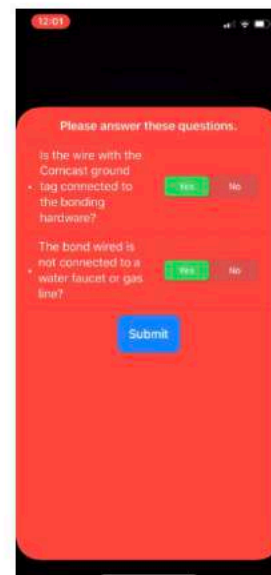 12:01
Please answer these questions.
Is the wire with the
Comcast ground
• tag connected to
the bonding
hardware?
Yes No
The bond wired is
• not connected to a
water faucet or gas
line?
Yes No
Submit